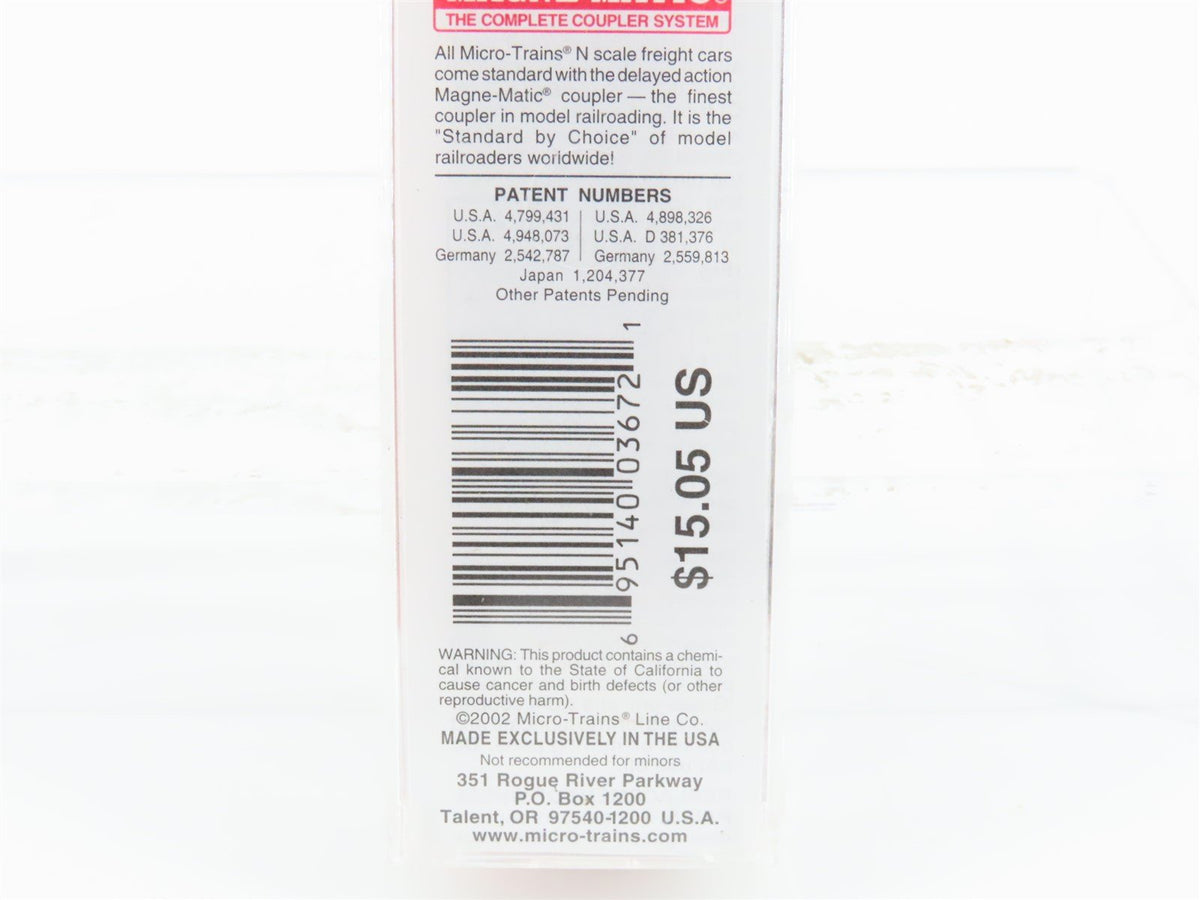 MAGNE-MATIC®
THE COMPLETE COUPLER SYSTEM
All Micro-Trains® N scale freight cars
come standard with the delayed action
Magne-Matic® coupler — the finest
coupler in model railroading. It is the
"Standard by Choice" of model
railroaders worldwide!
PATENT NUMBERS
U.S.A. 4,799,431 | U.S.A. 4,898,326
U.S.A. 4,948,073 | U.S.A. D 381,376
Germany 2,542,787 | Germany 2,559,813
Japan 1,204,377
Other Patents Pending
6 95140 03672 1
$15.05 US
WARNING: This product contains a chemi-
cal known to the State of California to
cause cancer and birth defects (or other
reproductive harm).
©2002 Micro-Trains® Line Co.
MADE EXCLUSIVELY IN THE USA
Not recommended for minors
351 Rogue River Parkway
P.O. Box 1200
Talent, OR 97540-1200 U.S.A.
www.micro-trains.com